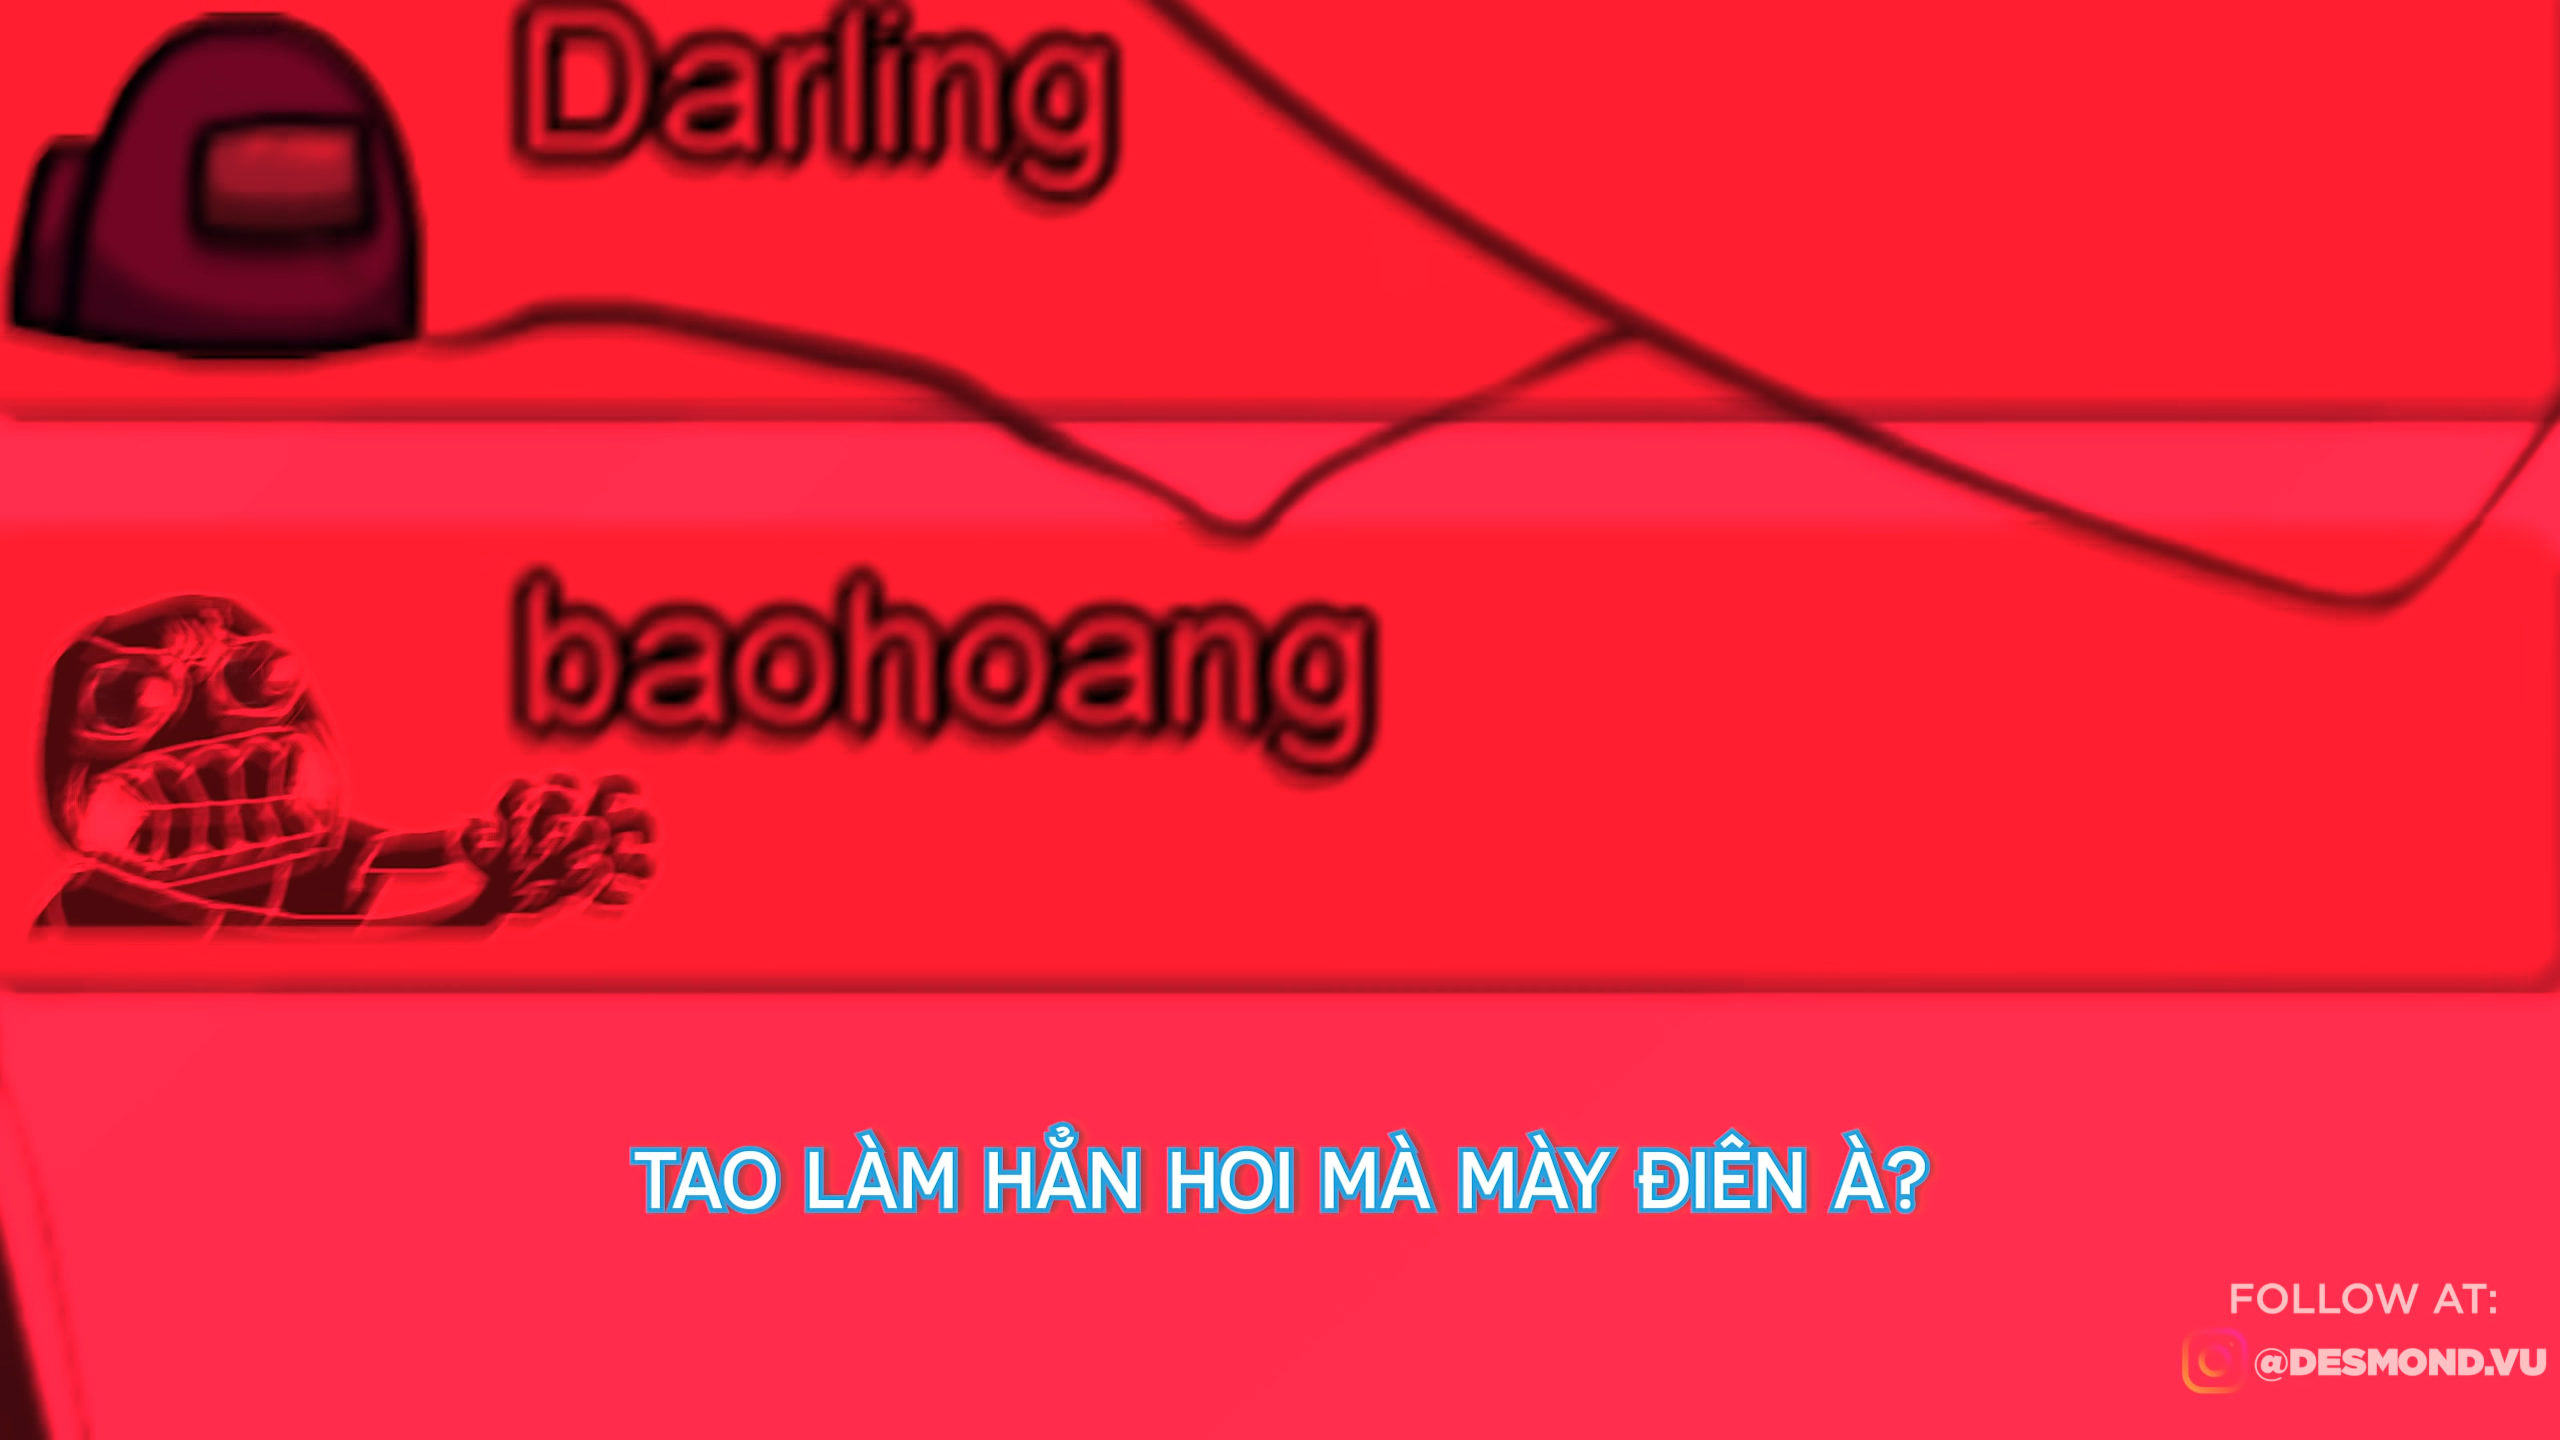 Darling
baohoang
TAO LÀM HẲN HOI MÀ MÀY ĐIÊN À?
FOLLOW AT:
@DESMOND.VU